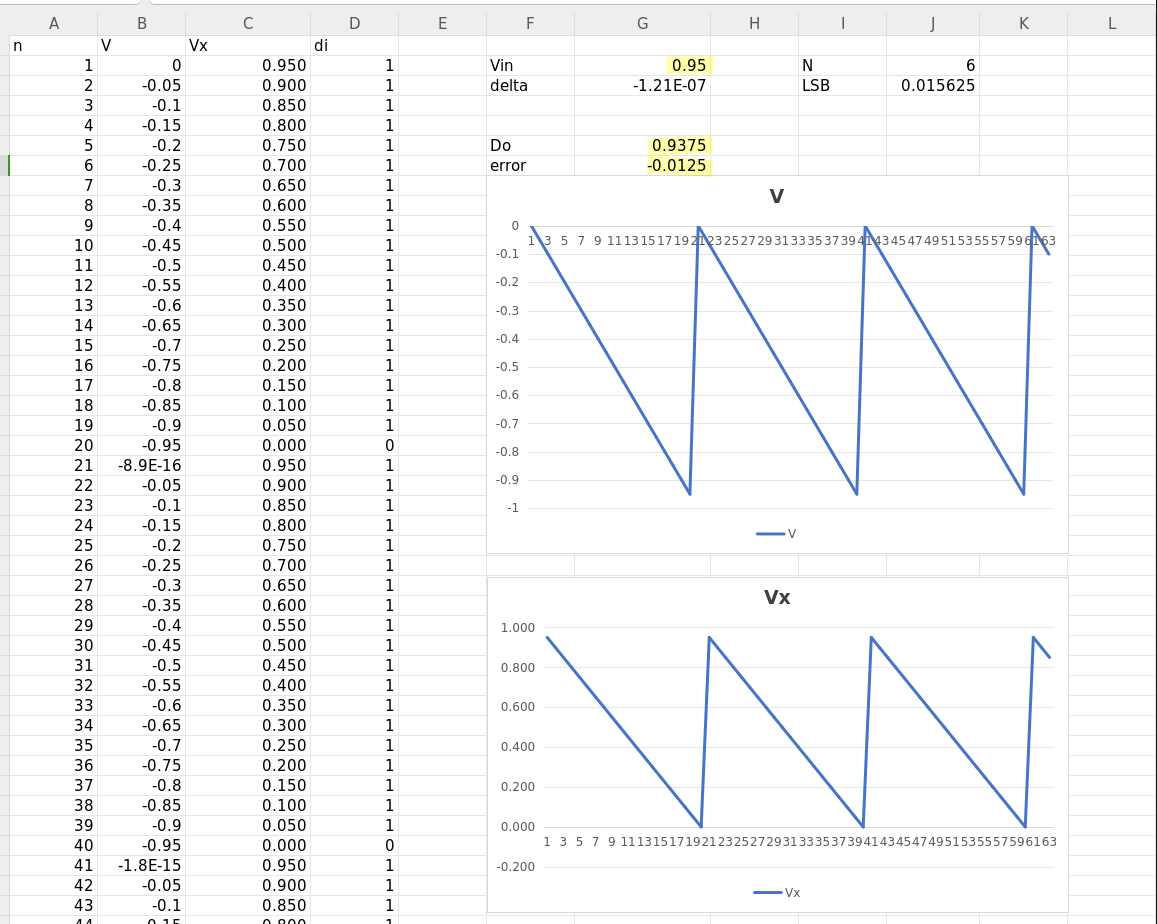 A B C D E F G H I J K L
n V Vx di
1 0 0.950 1 Vin 0.95 N 6
2 -0.05 0.900 1 delta -1.21E-07 LSB 0.015625
3 -0.1 0.850 1
4 -0.15 0.800 1
5 -0.2 0.750 1 Do 0.9375
6 -0.25 0.700 1 error -0.0125
7 -0.3 0.650 1
8 -0.35 0.600 1
9 -0.4 0.550 1
10 -0.45 0.500 1
11 -0.5 0.450 1
12 -0.55 0.400 1
13 -0.6 0.350 1
14 -0.65 0.300 1
15 -0.7 0.250 1
16 -0.75 0.200 1
17 -0.8 0.150 1
18 -0.85 0.100 1
19 -0.9 0.050 1
20 -0.95 0.000 0
21 -8.9E-16 0.950 1
22 -0.05 0.900 1
23 -0.1 0.850 1
24 -0.15 0.800 1
25 -0.2 0.750 1
26 -0.25 0.700 1
27 -0.3 0.650 1
28 -0.35 0.600 1
29 -0.4 0.550 1
30 -0.45 0.500 1
31 -0.5 0.450 1
32 -0.55 0.400 1
33 -0.6 0.350 1
34 -0.65 0.300 1
35 -0.7 0.250 1
36 -0.75 0.200 1
37 -0.8 0.150 1
38 -0.85 0.100 1
39 -0.9 0.050 1
40 -0.95 0.000 0
41 -1.8E-15 0.950 1
42 -0.05 0.900 1
43 -0.1 0.850 1
44 -0.15 0.800 1
V
0
1 3 5 7 9 11 13 15 17 19 21 23 25 27 29 31 33 35 37 39 41 43 45 47 49 51 53 55 57 59 61 63
-0.1
-0.2
-0.3
-0.4
-0.5
-0.6
-0.7
-0.8
-0.9
-1
V
Vx
1.000
0.800
0.600
0.400
0.200
0.000
1 3 5 7 9 11 13 15 17 19 21 23 25 27 29 31 33 35 37 39 41 43 45 47 49 51 53 55 57 59 61 63
-0.200
Vx